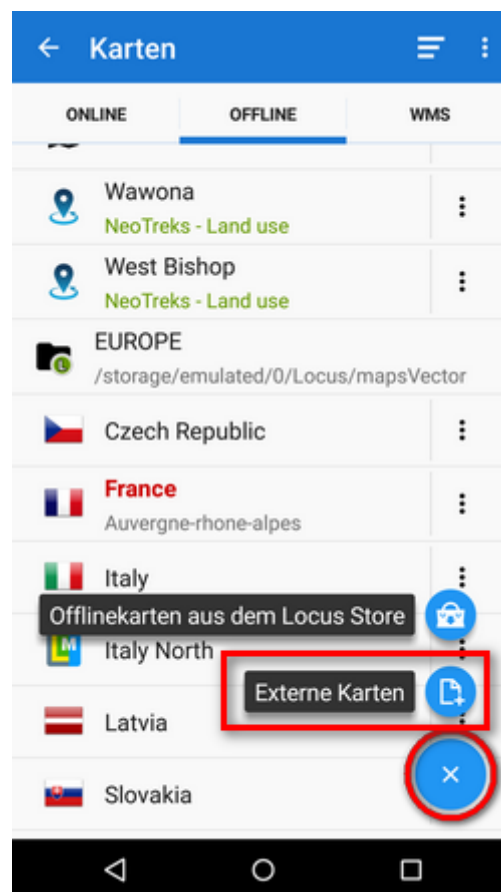 Karten
ONLINE OFFLINE WMS
Wawona
NeoTreks - Land use
West Bishop
NeoTreks - Land use
EUROPE
/storage/emulated/0/Locus/mapsVector
Czech Republic
France
Auvergne-rhone-alpes
Italy
Offlinekarten aus dem Locus Store
LM
Italy North
Externe Karten
Latvia
Slovakia